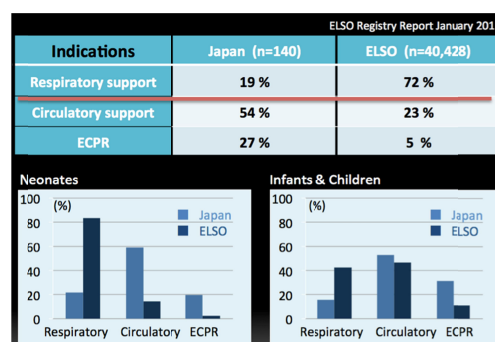 ELSO Registry Report January 201
Indications Japan (n=140) ELSO (n=40,428)
Respiratory support 19 % 72 %
Circulatory support 54 % 23 %
ECPR 27 % 5 %
Neonates
100 (%)
80
60
40
20
0
Japan
ELSO
Respiratory Circulatory ECPR
Infants & Children
100 (%)
80
60
40
20
0
Japan
ELSO
Respiratory Circulatory ECPR